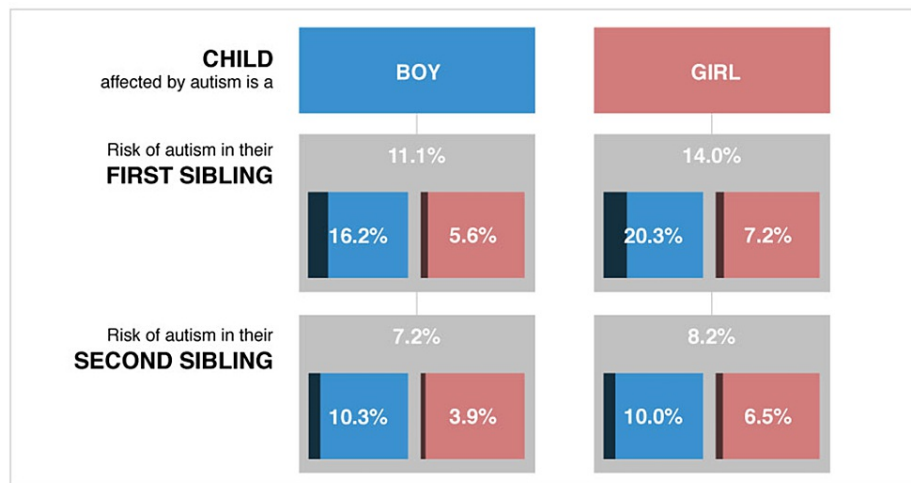 CHILD
affected by autism is a
BOY
GIRL
Risk of autism in their
FIRST SIBLING
11.1%
14.0%
16.2%
5.6%
20.3%
7.2%
Risk of autism in their
SECOND SIBLING
7.2%
8.2%
10.3%
3.9%
10.0%
6.5%